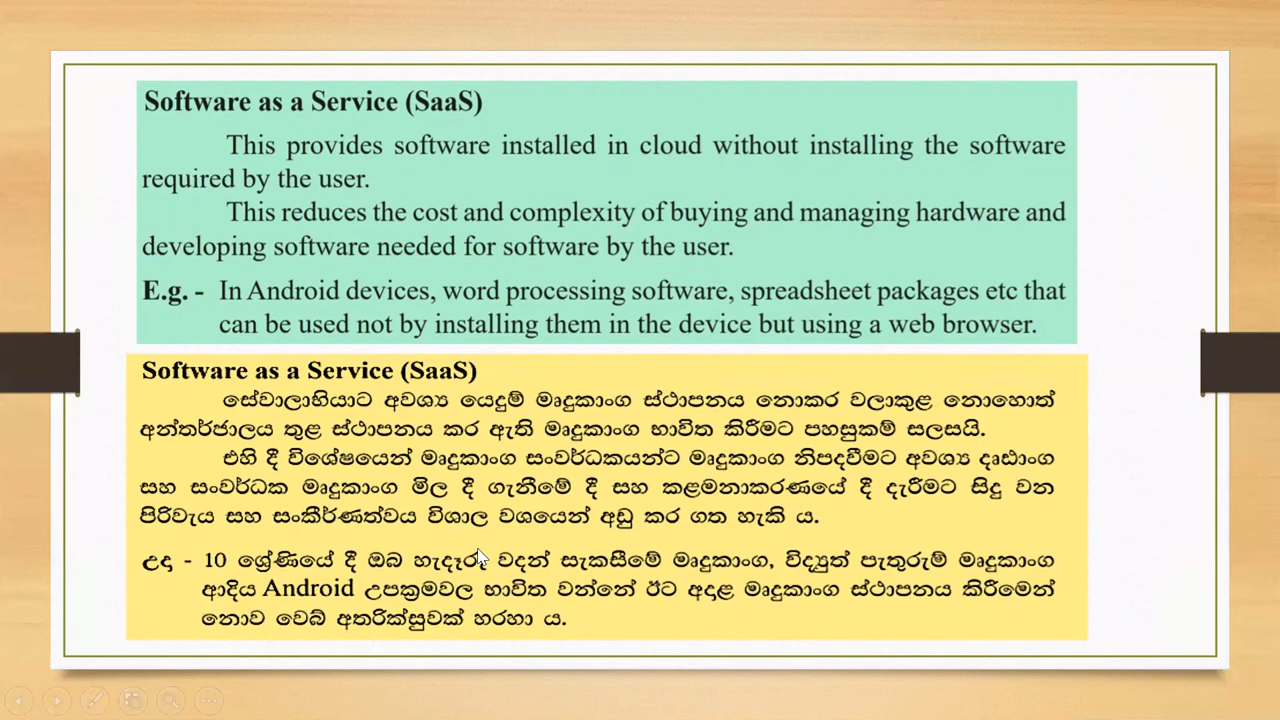 Software as a Service (SaaS)
This provides software installed in cloud without installing the software
required by the user.
This reduces the cost and complexity of buying and managing hardware and
developing software needed for software by the user.
E.g. - In Android devices, word processing software, spreadsheet packages etc that
can be used not by installing them in the device but using a web browser.
Software as a Service (SaaS)
සේවාලාභියාට අවශ්‍ය යෙදුම් මෘදුකාංග ස්ථාපනය නොකර වලාකුළ නොහොත්
අන්තර්ජාලය තුළ ස්ථාපනය කර ඇති මෘදුකාංග භාවිත කිරීමට පහසුකම් සලසයි.
එහි දී විශේෂයෙන් මෘදුකාංග සංවර්ධකයන්ට මෘදුකාංග නිපදවීමට අවශ්‍ය දෘඪාංග
සහ සංවර්ධක මෘදුකාංග මිල දී ගැනීමේ දී සහ කළමනාකරණයේ දී දැරීමට සිදු වන
පිරිවැය සහ සංකීර්ණත්වය විශාල වශයෙන් අඩු කර ගත හැකි ය.
උදා - 10 ශ්‍රේණියේ දී ඔබ හැදෑරූ වදන් සැකසීමේ මෘදුකාංග, විද්‍යුත් පැතුරුම් මෘදුකාංග
ආදිය Android උපක්‍රමවල භාවිත වන්නේ ඊට අදාළ මෘදුකාංග ස්ථාපනය කිරීමෙන්
නොව වෙබ් අතරික්සුවක් හරහා ය.